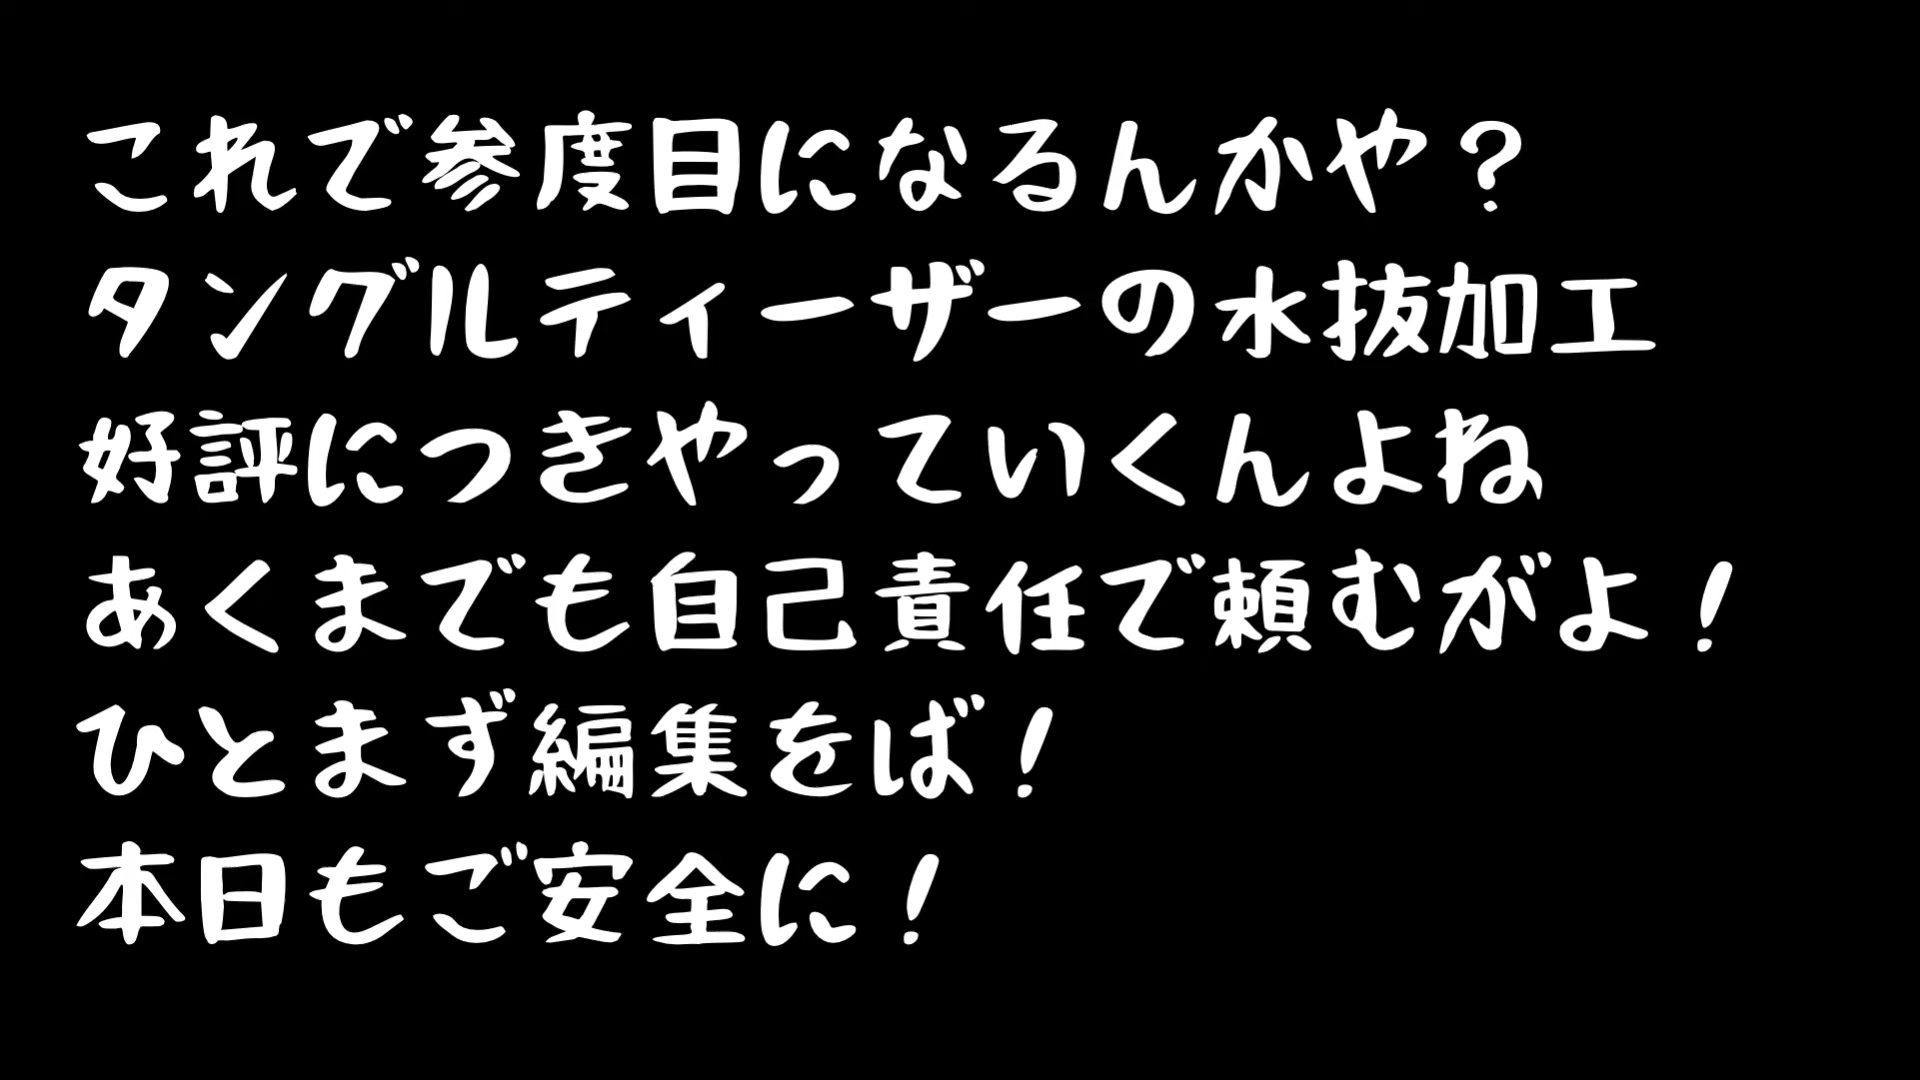 これで参度目になるんかや？
タングルティーザーの水抜加工
好評につきやっていくんよね
あくまでも自己責任で頼むがよ！
ひとまず編集をば！
本日もご安全に！